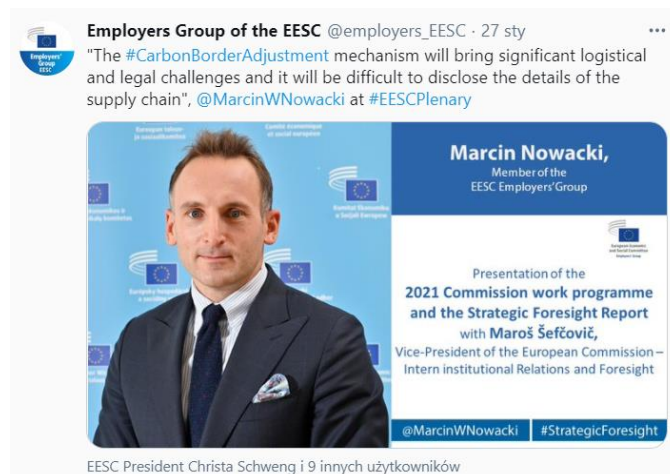 Employers Group of the EESC @employers_EESC · 27 sty
"The #CarbonBorderAdjustment mechanism will bring significant logistical
and legal challenges and it will be difficult to disclose the details of the
supply chain", @MarcinWNowacki at #EESCPlenary
Employers'
Group
EESC
Marcin Nowacki,
Member of the
EESC Employers' Group
Presentation of the
2021 Commission work programme
and the Strategic Foresight Report
with Maroš Šefčovič,
Vice-President of the European Commission –
Intern institutional Relations and Foresight
@MarcinWNowacki #StrategicForesight
EESC President Christa Schweng i 9 innych użytkowników